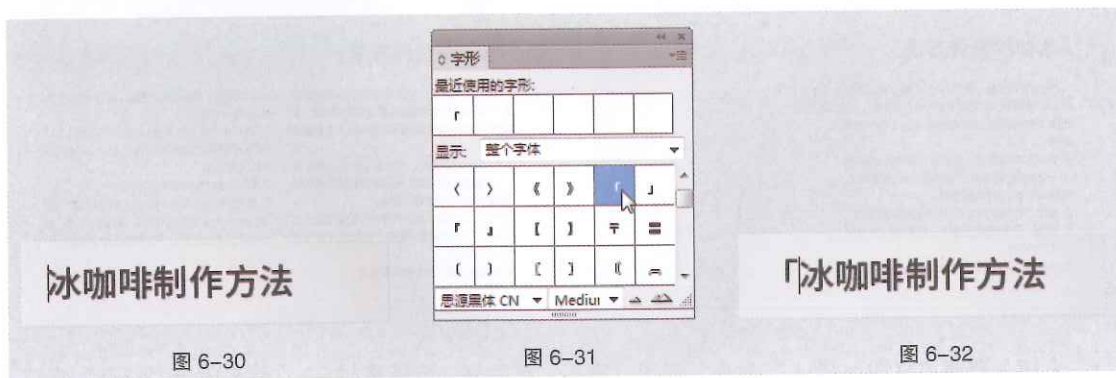 字形
最近使用的字形:
「
显示: 整个字体
〈 〉 《 》 「 」
『 』 【 】 〒 〓
〔 〕 〖 〗
思源黑体 CN Mediu
冰咖啡制作方法
「冰咖啡制作方法
图 6-30
图 6-31
图 6-32